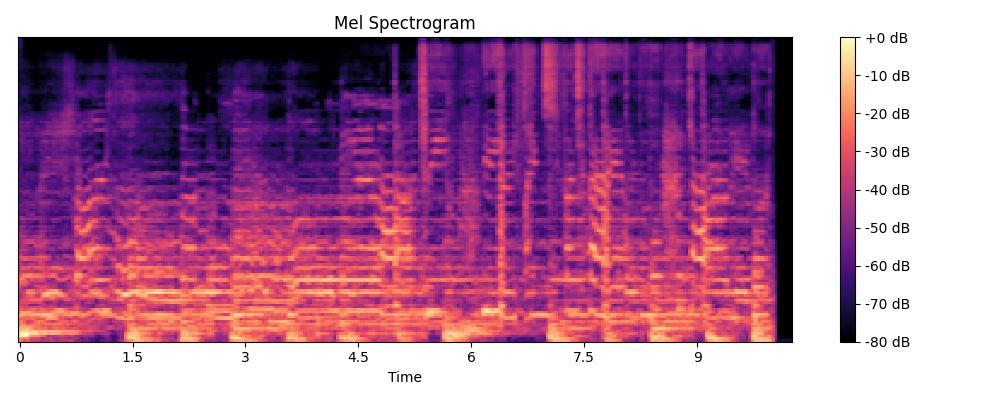 Mel Spectrogram
+0 dB
-10 dB
-20 dB
-30 dB
-40 dB
-50 dB
-60 dB
-70 dB
-80 dB
0 1.5 3 4.5 6 7.5 9
Time